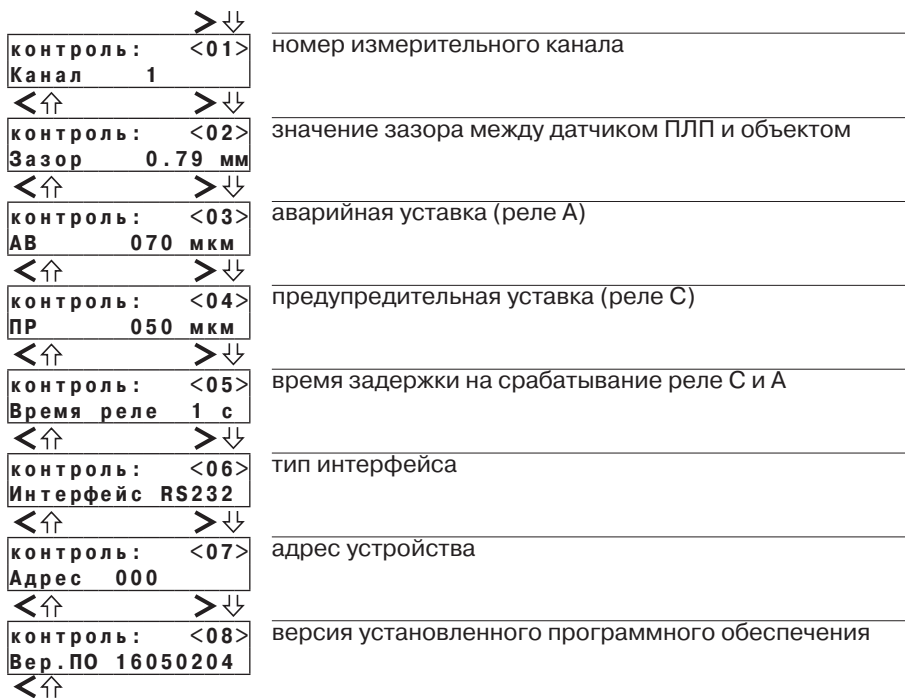 > ⇩
контроль: <01> номер измерительного канала
Канал 1
< ⇧ > ⇩
контроль: <02> значение зазора между датчиком ПЛП и объектом
Зазор 0.79 мм
< ⇧ > ⇩
контроль: <03> аварийная уставка (реле А)
АВ 070 мкм
< ⇧ > ⇩
контроль: <04> предупредительная уставка (реле С)
ПР 050 мкм
< ⇧ > ⇩
контроль: <05> время задержки на срабатывание реле С и А
Время реле 1 с
< ⇧ > ⇩
контроль: <06> тип интерфейса
Интерфейс RS232
< ⇧ > ⇩
контроль: <07> адрес устройства
Адрес 000
< ⇧ > ⇩
контроль: <08> версия установленного программного обеспечения
Вер.ПО 16050204
< ⇧